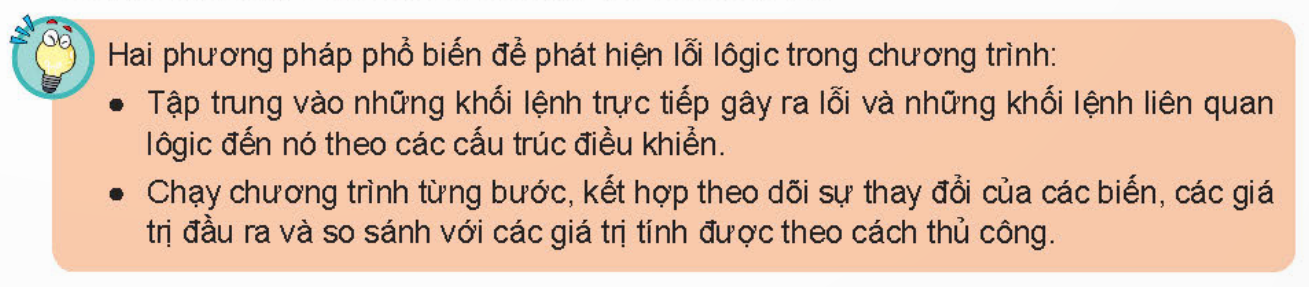 Hai phương pháp phổ biến để phát hiện lỗi lôgic trong chương trình:
● Tập trung vào những khối lệnh trực tiếp gây ra lỗi và những khối lệnh liên quan
lôgic đến nó theo các cấu trúc điều khiển.
● Chạy chương trình từng bước, kết hợp theo dõi sự thay đổi của các biến, các giá
trị đầu ra và so sánh với các giá trị tính được theo cách thủ công.